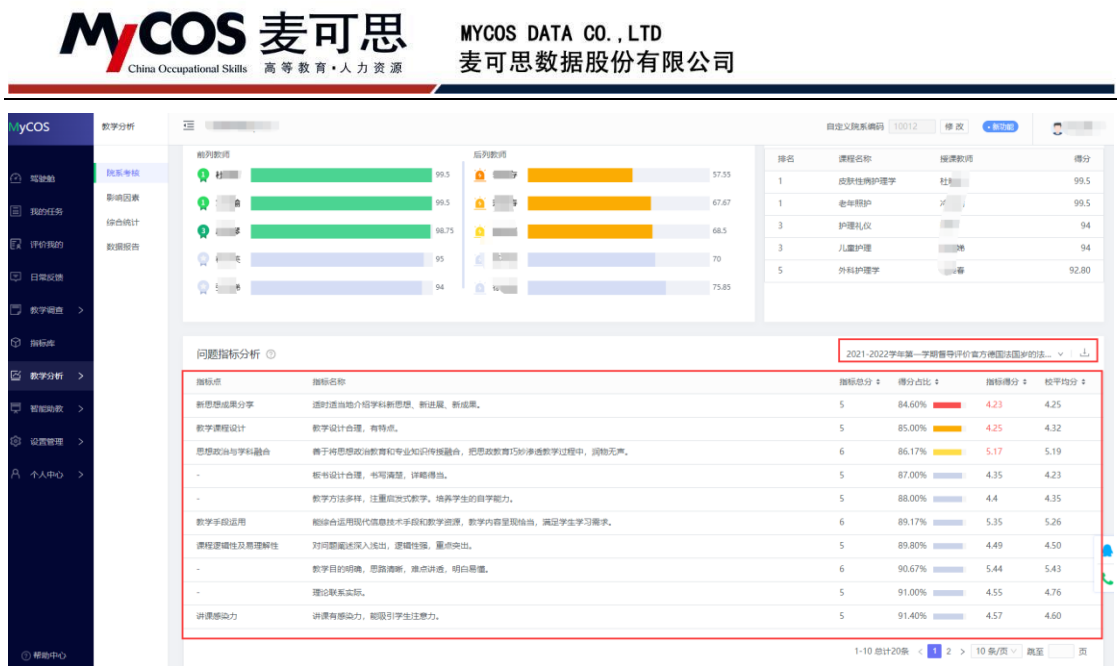 MyCOS 麦可思
China Occupational Skills 高等教育·人力资源
MYCOS DATA CO.,LTD
麦可思数据股份有限公司
MyCOS 教学分析 自定义院系编码 10012 修改 •新功能
驾驶舱
我的任务
评价我的
日常反馈
教学调查 >
指标库
教学分析 >
智能助教 >
设置管理 >
个人中心 >
帮助中心
院系考核
影响因素
综合统计
数据报告
前列教师
1 99.5
99.5
3 98.75
95
94
后列教师
57.55
67.67
68.5
70
75.85
排名 课程名称 授课教师 得分
1 皮肤性病护理学 杜 99.5
1 老年照护 99.5
3 护理礼仪 94
3 儿童护理 94
5 外科护理学 春 92.80
问题指标分析 ?
2021-2022学年第一学期督导评价官方德国法国岁的法...
指标点 指标名称 指标总分 得分占比 指标得分 校平均分
新思想成果分享 适时适当地介绍学科新思想、新进展、新成果。 5 84.60% 4.23 4.25
教学课程设计 教学设计合理，有特点。 5 85.00% 4.25 4.32
思想政治与学科融合 善于将思想政治教育和专业知识传授融合，把思政教育巧妙渗透教学过程中，润物无声。 6 86.17% 5.17 5.19
- 板书设计合理，书写清楚，详略得当。 5 87.00% 4.35 4.23
- 教学方法多样，注重启发式教学。培养学生的自学能力。 5 88.00% 4.4 4.35
教学手段运用 能综合运用现代信息技术手段和教学资源，教学内容呈现恰当，满足学生学习需求。 6 89.17% 5.35 5.26
课程逻辑性及易理解性 对问题阐述深入浅出，逻辑性强，重点突出。 5 89.80% 4.49 4.50
- 教学目的明确，思路清晰，难点讲透，明白易懂。 6 90.67% 5.44 5.43
- 理论联系实际。 5 91.00% 4.55 4.76
讲课感染力 讲课有感染力，能吸引学生注意力。 5 91.40% 4.57 4.60
1-10 总计20条 < 1 2 > 10 条/页 跳至 页